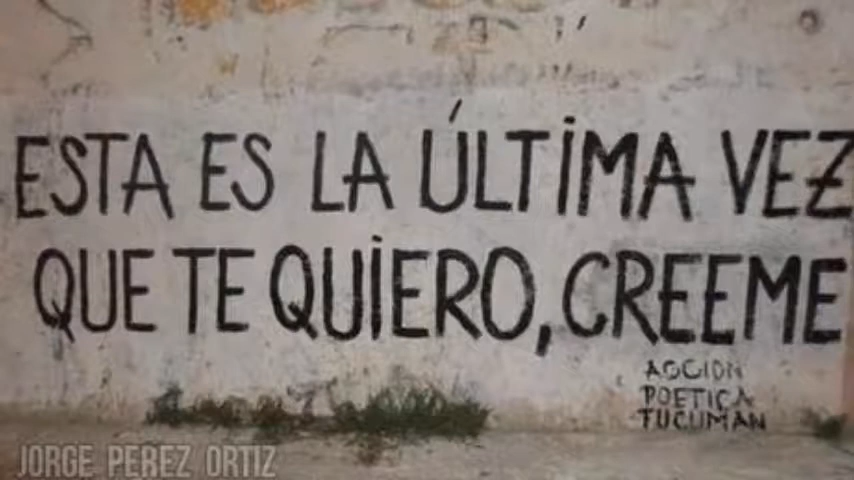 ESTA ES LA ÚLTiMA VEZ
QUE TE QUiERO, CREEME
ACCION
POETICA
TUCUMAN
JORGE PEREZ ORTIZ